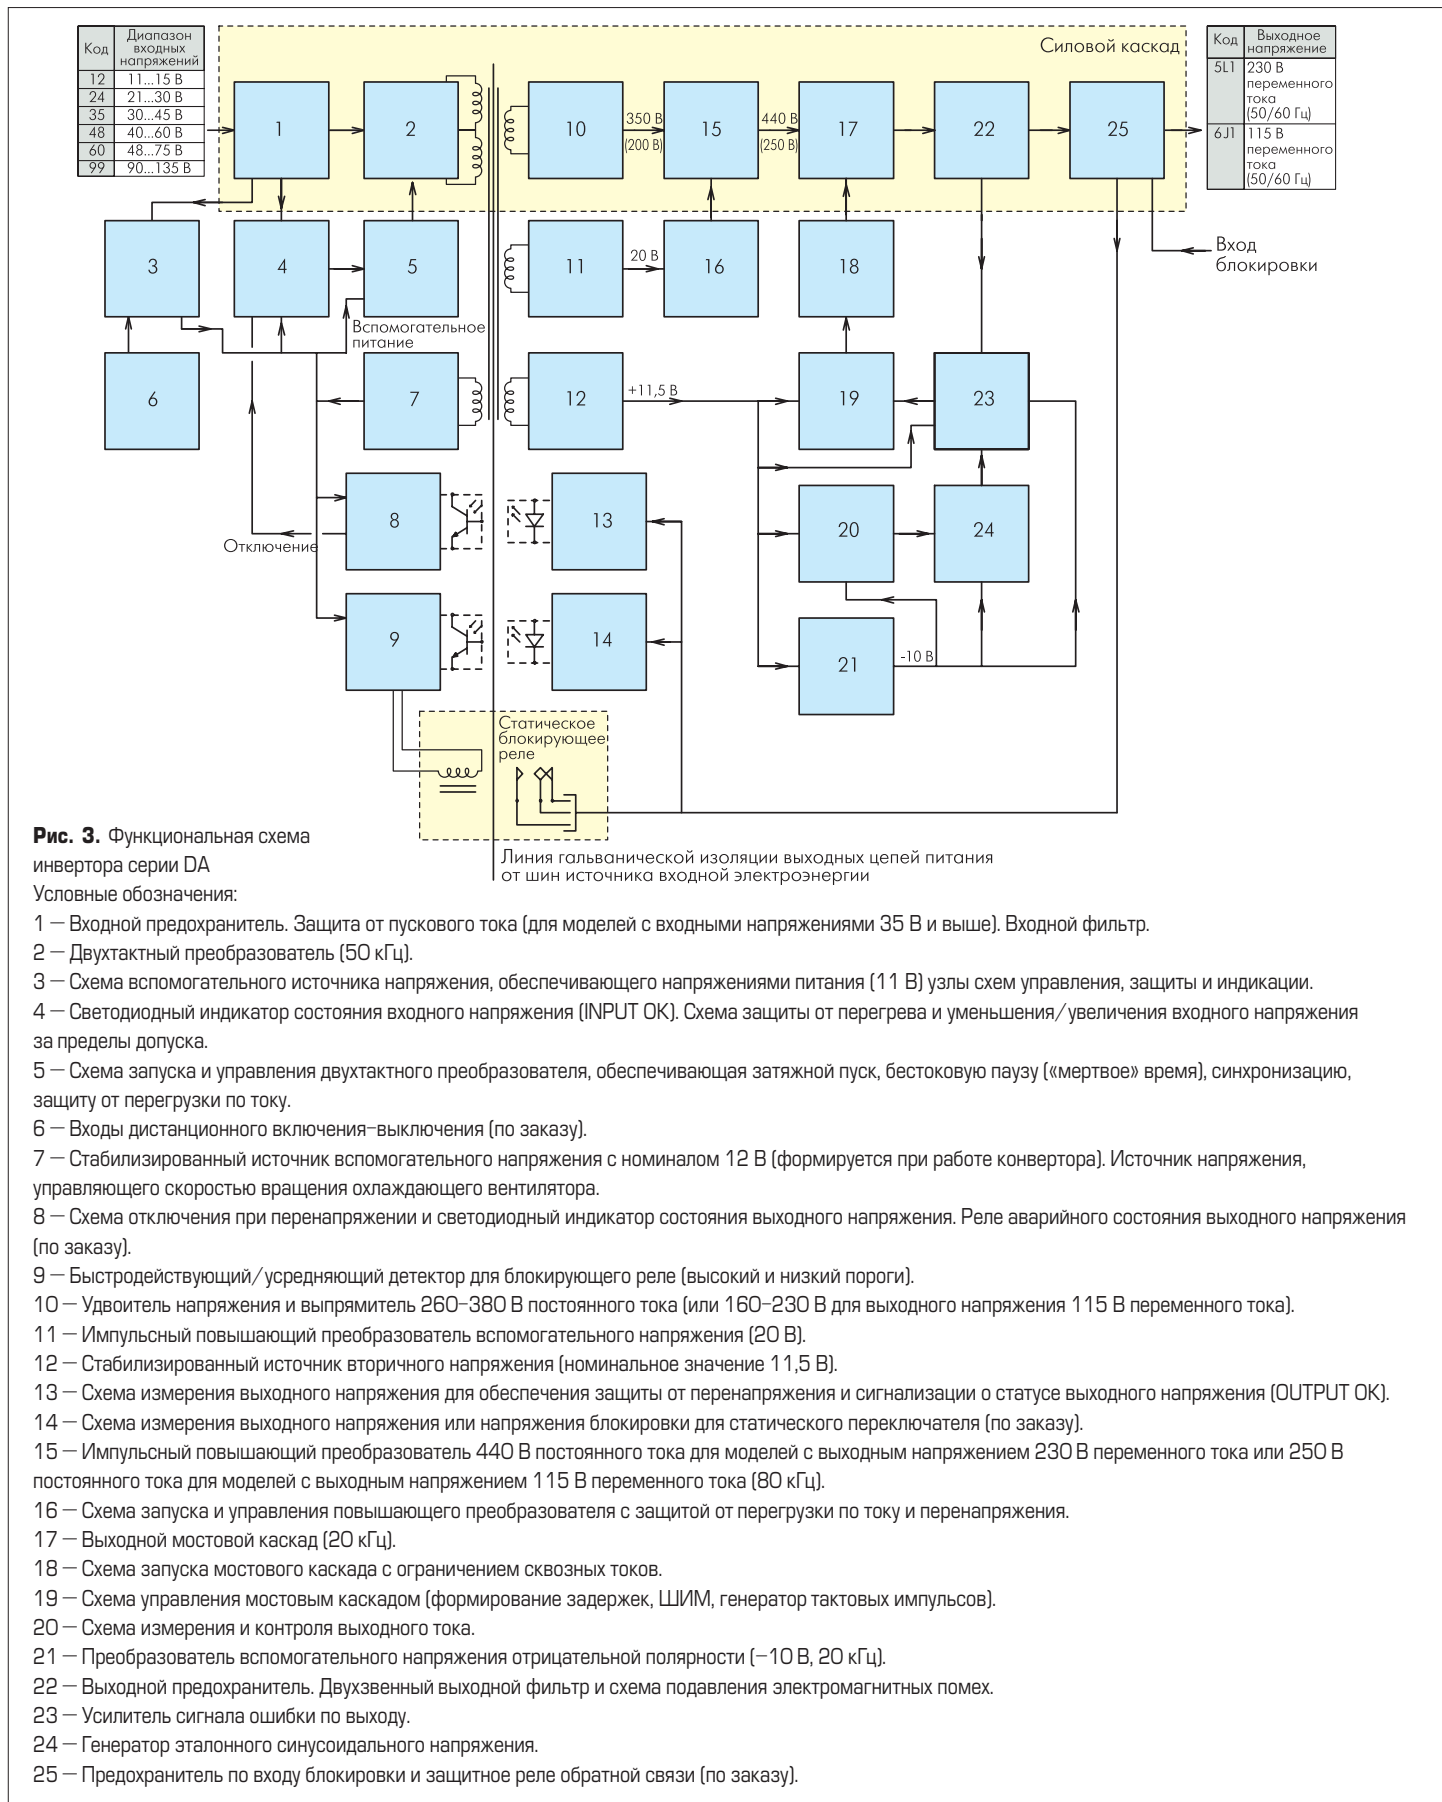 Код
Диапазон
входных
напряжений
12
11...15 В
24
21...30 В
35
30...45 В
48
40...60 В
60
48...75 В
99
90...135 В
Силовой каскад
Код
Выходное
напряжение
5L1
230 В
переменного
тока
(50/60 Гц)
6J1
115 В
переменного
тока
(50/60 Гц)
1
2
10
350 В
(200 В)
15
440 В
(250 В)
17
22
25
3
4
5
11
20 В
16
18
Вход
блокировки
Вспомогательное
питание
6
7
12
+11,5 В
19
23
8
13
20
24
Отключение
9
14
21
-10 В
Статическое
блокирующее
реле
Линия гальванической изоляции выходных цепей питания
от шин источника входной электроэнергии
Рис. 3. Функциональная схема
инвертора серии DA
Условные обозначения:
1 — Входной предохранитель. Защита от пускового тока (для моделей с входными напряжениями 35 В и выше). Входной фильтр.
2 — Двухтактный преобразователь (50 кГц).
3 — Схема вспомогательного источника напряжения, обеспечивающего напряжениями питания (11 В) узлы схем управления, защиты и индикации.
4 — Светодиодный индикатор состояния входного напряжения (INPUT OK). Схема защиты от перегрева и уменьшения/увеличения входного напряжения
за пределы допуска.
5 — Схема запуска и управления двухтактного преобразователя, обеспечивающая затяжной пуск, бестоковую паузу («мертвое» время), синхронизацию,
защиту от перегрузки по току.
6 — Входы дистанционного включения–выключения (по заказу).
7 — Стабилизированный источник вспомогательного напряжения с номиналом 12 В (формируется при работе конвертора). Источник напряжения,
управляющего скоростью вращения охлаждающего вентилятора.
8 — Схема отключения при перенапряжении и светодиодный индикатор состояния выходного напряжения. Реле аварийного состояния выходного напряжения
(по заказу).
9 — Быстродействующий/усредняющий детектор для блокирующего реле (высокий и низкий пороги).
10 — Удвоитель напряжения и выпрямитель 260–380 В постоянного тока (или 160–230 В для выходного напряжения 115 В переменного тока).
11 — Импульсный повышающий преобразователь вспомогательного напряжения (20 В).
12 — Стабилизированный источник вторичного напряжения (номинальное значение 11,5 В).
13 — Схема измерения выходного напряжения для обеспечения защиты от перенапряжения и сигнализации о статусе выходного напряжения (OUTPUT OK).
14 — Схема измерения выходного напряжения или напряжения блокировки для статического переключателя (по заказу).
15 — Импульсный повышающий преобразователь 440 В постоянного тока для моделей с выходным напряжением 230 В переменного тока или 250 В
постоянного тока для моделей с выходным напряжением 115 В переменного тока (80 кГц).
16 — Схема запуска и управления повышающего преобразователя с защитой от перегрузки по току и перенапряжения.
17 — Выходной мостовой каскад (20 кГц).
18 — Схема запуска мостового каскада с ограничением сквозных токов.
19 — Схема управления мостовым каскадом (формирование задержек, ШИМ, генератор тактовых импульсов).
20 — Схема измерения и контроля выходного тока.
21 — Преобразователь вспомогательного напряжения отрицательной полярности (–10 В, 20 кГц).
22 — Выходной предохранитель. Двухзвенный выходной фильтр и схема подавления электромагнитных помех.
23 — Усилитель сигнала ошибки по выходу.
24 — Генератор эталонного синусоидального напряжения.
25 — Предохранитель по входу блокировки и защитное реле обратной связи (по заказу).